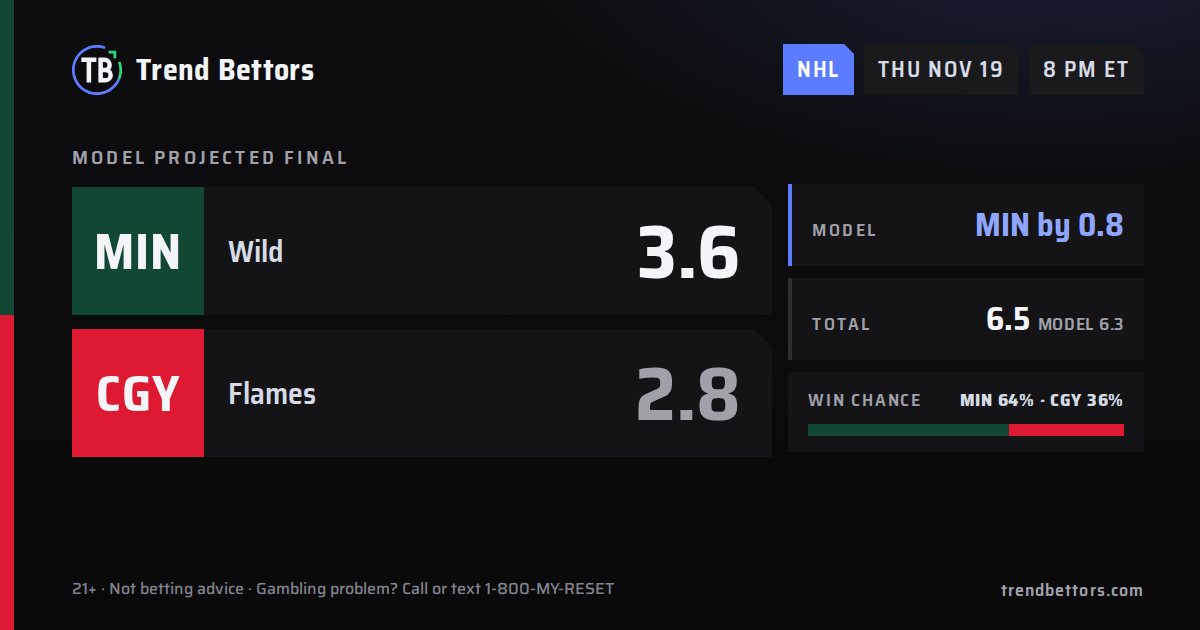 TB Trend Bettors
NHL THU NOV 19 8 PM ET
MODEL PROJECTED FINAL
MIN Wild 3.6
CGY Flames 2.8
MODEL MIN by 0.8
TOTAL 6.5 MODEL 6.3
WIN CHANCE MIN 64% · CGY 36%
21+ · Not betting advice · Gambling problem? Call or text 1-800-MY-RESET
trendbettors.com